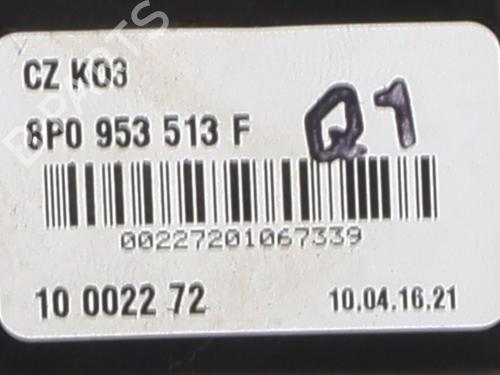 CZ K03
8P0 953 513 F
Q1
00227201067339
10 0022 72
10.04.16.21